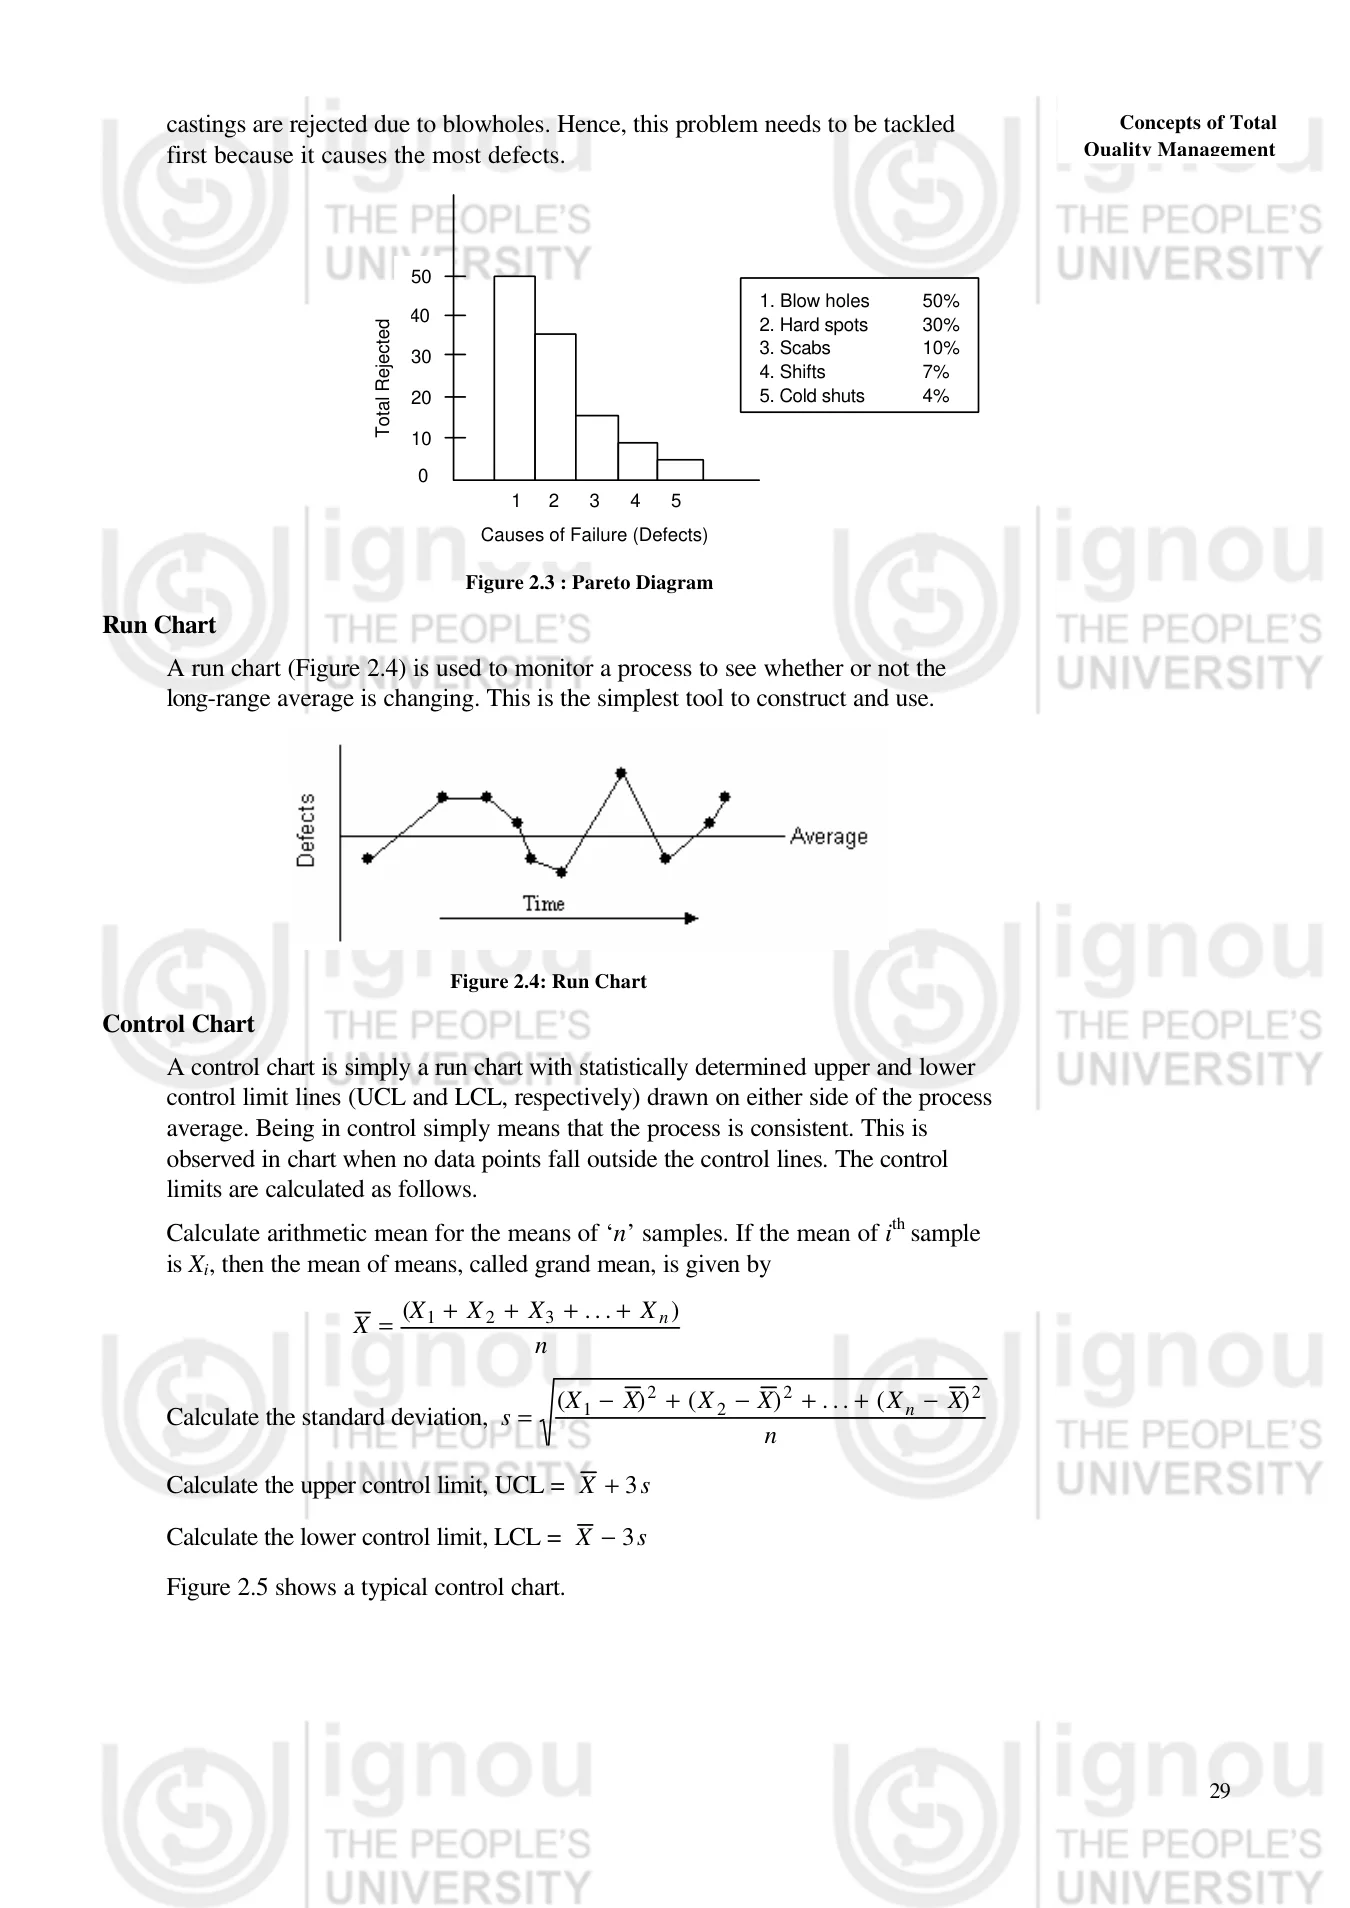 castings are rejected due to blowholes. Hence, this problem needs to be tackled
first because it causes the most defects.
Concepts of Total
Quality Management
50
40
30
20
10
0
Total Rejected
1 2 3 4 5
Causes of Failure (Defects)
1. Blow holes 50%
2. Hard spots 30%
3. Scabs 10%
4. Shifts 7%
5. Cold shuts 4%
Figure 2.3 : Pareto Diagram
Run Chart
A run chart (Figure 2.4) is used to monitor a process to see whether or not the
long-range average is changing. This is the simplest tool to construct and use.
Defects
Average
Time
Figure 2.4: Run Chart
Control Chart
A control chart is simply a run chart with statistically determined upper and lower
control limit lines (UCL and LCL, respectively) drawn on either side of the process
average. Being in control simply means that the process is consistent. This is
observed in chart when no data points fall outside the control lines. The control
limits are calculated as follows.
Calculate arithmetic mean for the means of ‘n’ samples. If the mean of i^th sample
is X_i, then the mean of means, called grand mean, is given by
X̅ = (X₁ + X₂ + X₃ + . . . + Xₙ) / n
Calculate the standard deviation, s = √((X₁ − X̅)² + (X₂ − X̅)² + . . . + (Xₙ − X̅)² / n)
Calculate the upper control limit, UCL = X̅ + 3s
Calculate the lower control limit, LCL = X̅ − 3s
Figure 2.5 shows a typical control chart.
29
ignou
THE PEOPLE'S
UNIVERSITY